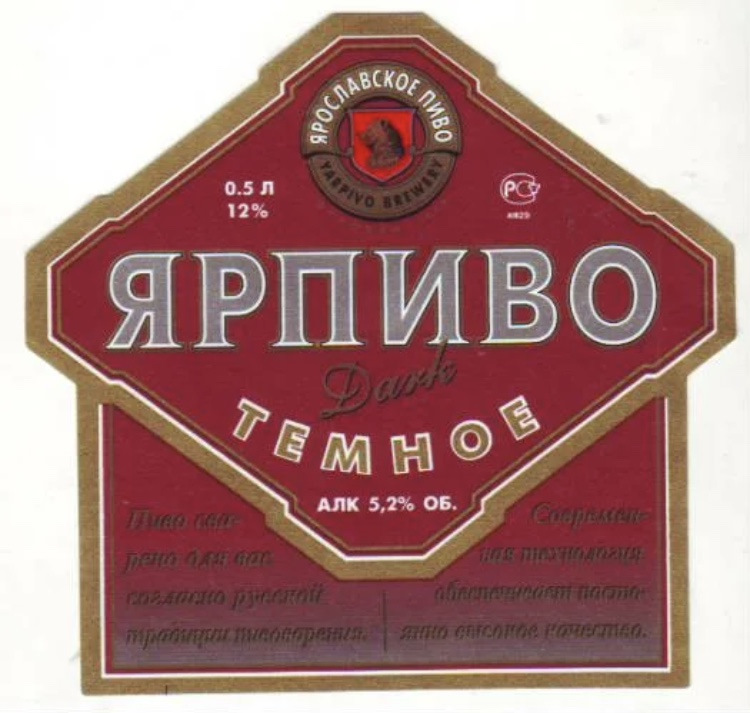 ЯРОСЛАВСКОЕ ПИВО
YARPIVO BREWERY
0.5 Л
12%
РС
ЯРПИВО
Dark
ТЕМНОЕ
АЛК 5,2% ОБ.
Пиво сва-
рено для вас
согласно русской
традиции пивоварения.
Современ-
ная технология
обеспечивает посто-
янно высокое качество.